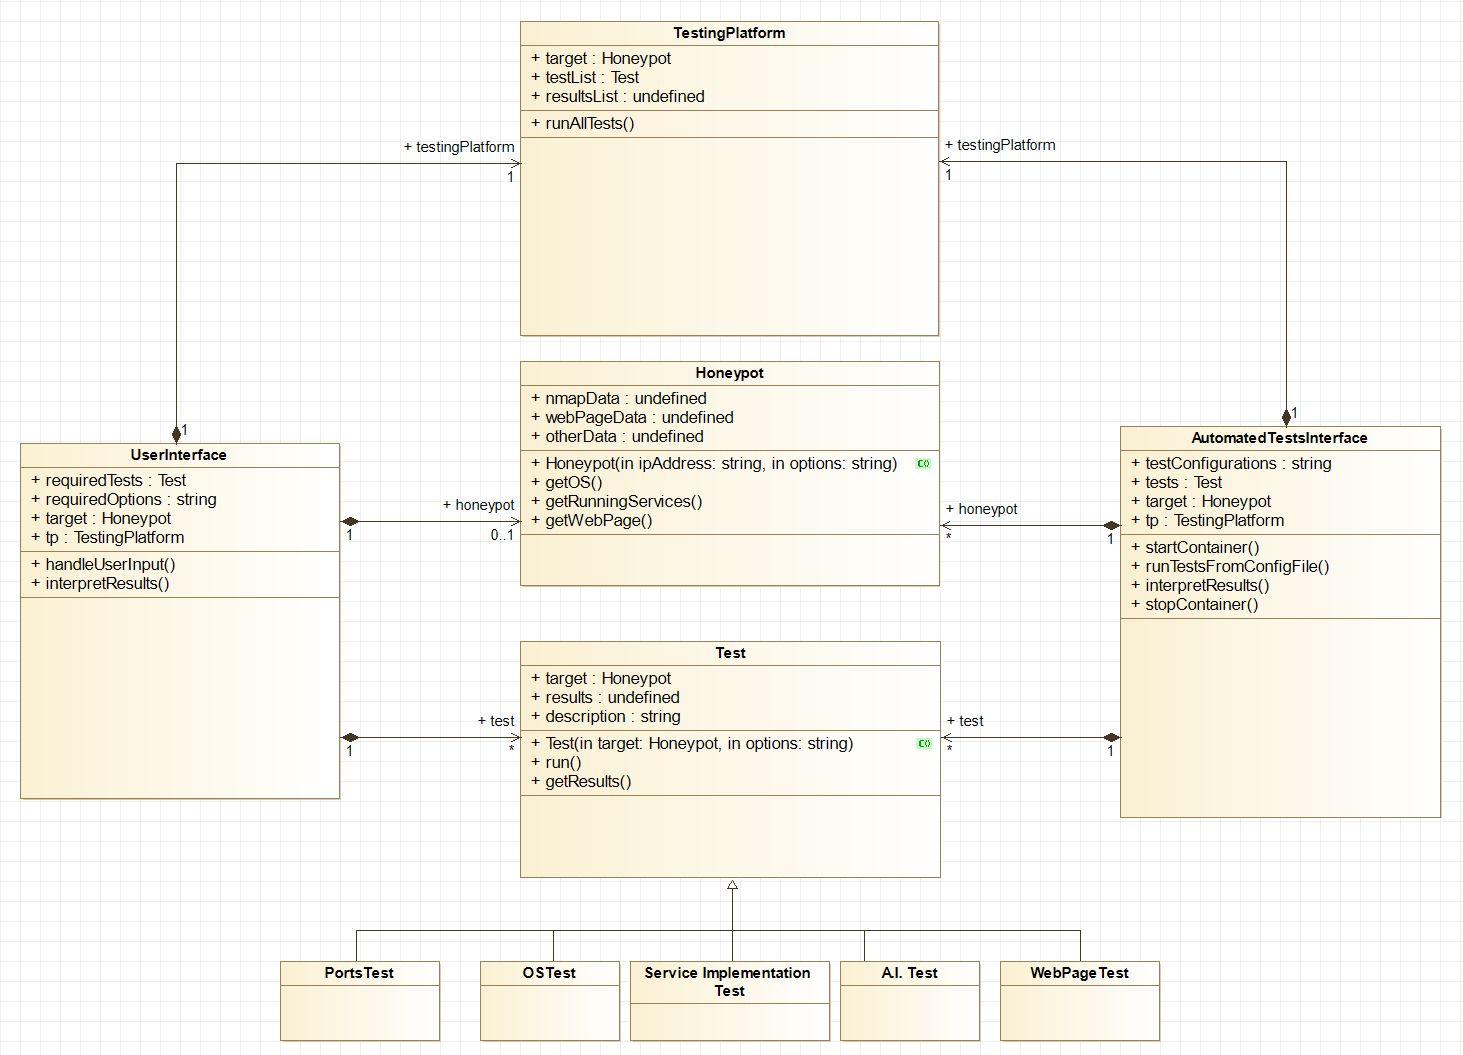 TestingPlatform
+ target : Honeypot
+ testList : Test
+ resultsList : undefined
+ runAllTests()
+ testingPlatform
1
+ testingPlatform
1
Honeypot
+ nmapData : undefined
+ webPageData : undefined
+ otherData : undefined
+ Honeypot(in ipAddress: string, in options: string) C()
+ getOS()
+ getRunningServices()
+ getWebPage()
1
UserInterface
+ requiredTests : Test
+ requiredOptions : string
+ target : Honeypot
+ tp : TestingPlatform
+ handleUserInput()
+ interpretResults()
1
+ honeypot
0..1
+ honeypot
*
1
1
AutomatedTestsInterface
+ testConfigurations : string
+ tests : Test
+ target : Honeypot
+ tp : TestingPlatform
+ startContainer()
+ runTestsFromConfigFile()
+ interpretResults()
+ stopContainer()
Test
+ target : Honeypot
+ results : undefined
+ description : string
+ Test(in target: Honeypot, in options: string) C()
+ run()
+ getResults()
1
+ test
*
+ test
*
1
PortsTest
OSTest
Service Implementation
Test
A.I. Test
WebPageTest